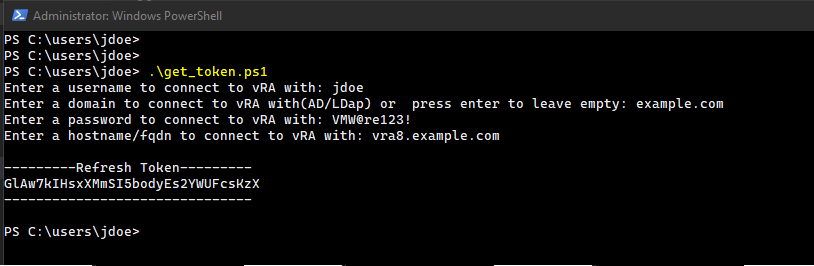 Administrator: Windows PowerShell
PS C:\users\jdoe>
PS C:\users\jdoe>
PS C:\users\jdoe> .\get_token.ps1
Enter a username to connect to vRA with: jdoe
Enter a domain to connect to vRA with(AD/LDap) or  press enter to leave empty: example.com
Enter a password to connect to vRA with: VMW@re123!
Enter a hostname/fqdn to connect to vRA with: vra8.example.com
---------Refresh Token---------
GlAw7kIHsxXMmSI5bodyEs2YWUFcsKzX
-------------------------------
PS C:\users\jdoe>